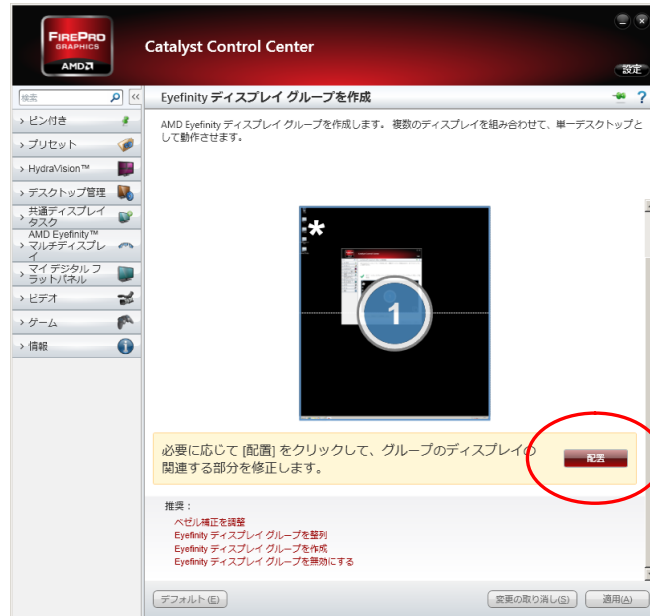 FIREPRO
GRAPHICS
AMD
Catalyst Control Center
設定
検索
Eyefinity ディスプレイ グループを作成
?
ピン付き
プリセット
HydraVision™
デスクトップ管理
共通ディスプレイ
タスク
AMD Eyefinity™
マルチディスプレ
イ
マイ デジタル フ
ラットパネル
ビデオ
ゲーム
情報
AMD Eyefinity ディスプレイ グループを作成します。 複数のディスプレイを組み合わせて、単一デスクトップと
して動作させます。
*
1
必要に応じて [配置] をクリックして、グループのディスプレイの
関連する部分を修正します。
配置
推奨：
ベゼル補正を調整
Eyefinity ディスプレイ グループを整列
Eyefinity ディスプレイ グループを作成
Eyefinity ディスプレイ グループを無効にする
デフォルト(E)
変更の取り消し(S)
適用(A)